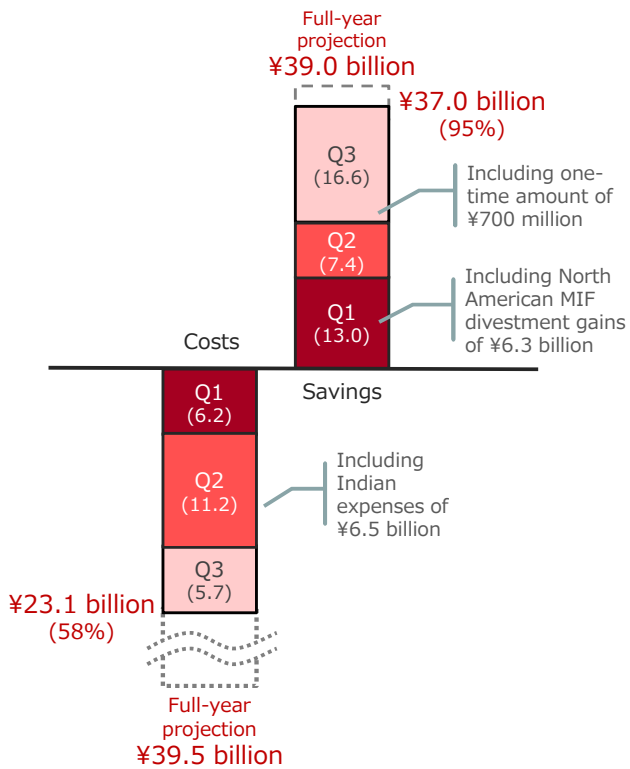 Full-year
projection
¥39.0 billion
¥37.0 billion
(95%)
Q3
(16.6)
Including one-
time amount of
¥700 million
Q2
(7.4)
Including North
American MIF
divestment gains
of ¥6.3 billion
Q1
(13.0)
Costs
Savings
Q1
(6.2)
Q2
(11.2)
Including
Indian
expenses of
¥6.5 billion
Q3
(5.7)
¥23.1 billion
(58%)
Full-year
projection
¥39.5 billion